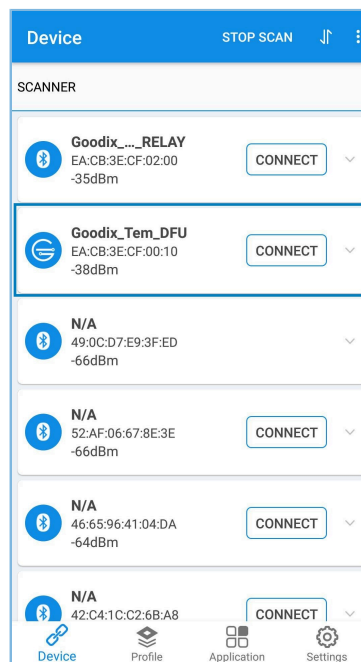 Device STOP SCAN
SCANNER
Goodix_..._RELAY
EA:CB:3E:CF:02:00 CONNECT
-35dBm
Goodix_Tem_DFU
EA:CB:3E:CF:00:10 CONNECT
-38dBm
N/A
49:0C:D7:E9:3F:ED
-66dBm
N/A
52:AF:06:67:8E:3E CONNECT
-66dBm
N/A
46:65:96:41:04:DA CONNECT
-64dBm
N/A
42:C4:1C:C2:6B:A8 CONNECT
Device Profile Application Settings